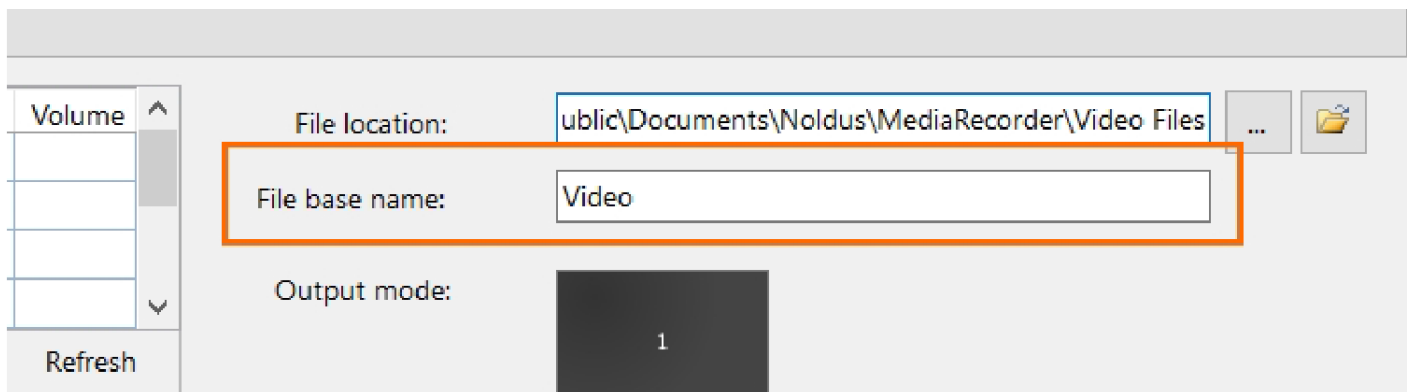 Volume
File location:
ublic\Documents\Noldus\MediaRecorder\Video Files
...
File base name:
Video
Output mode:
1
Refresh